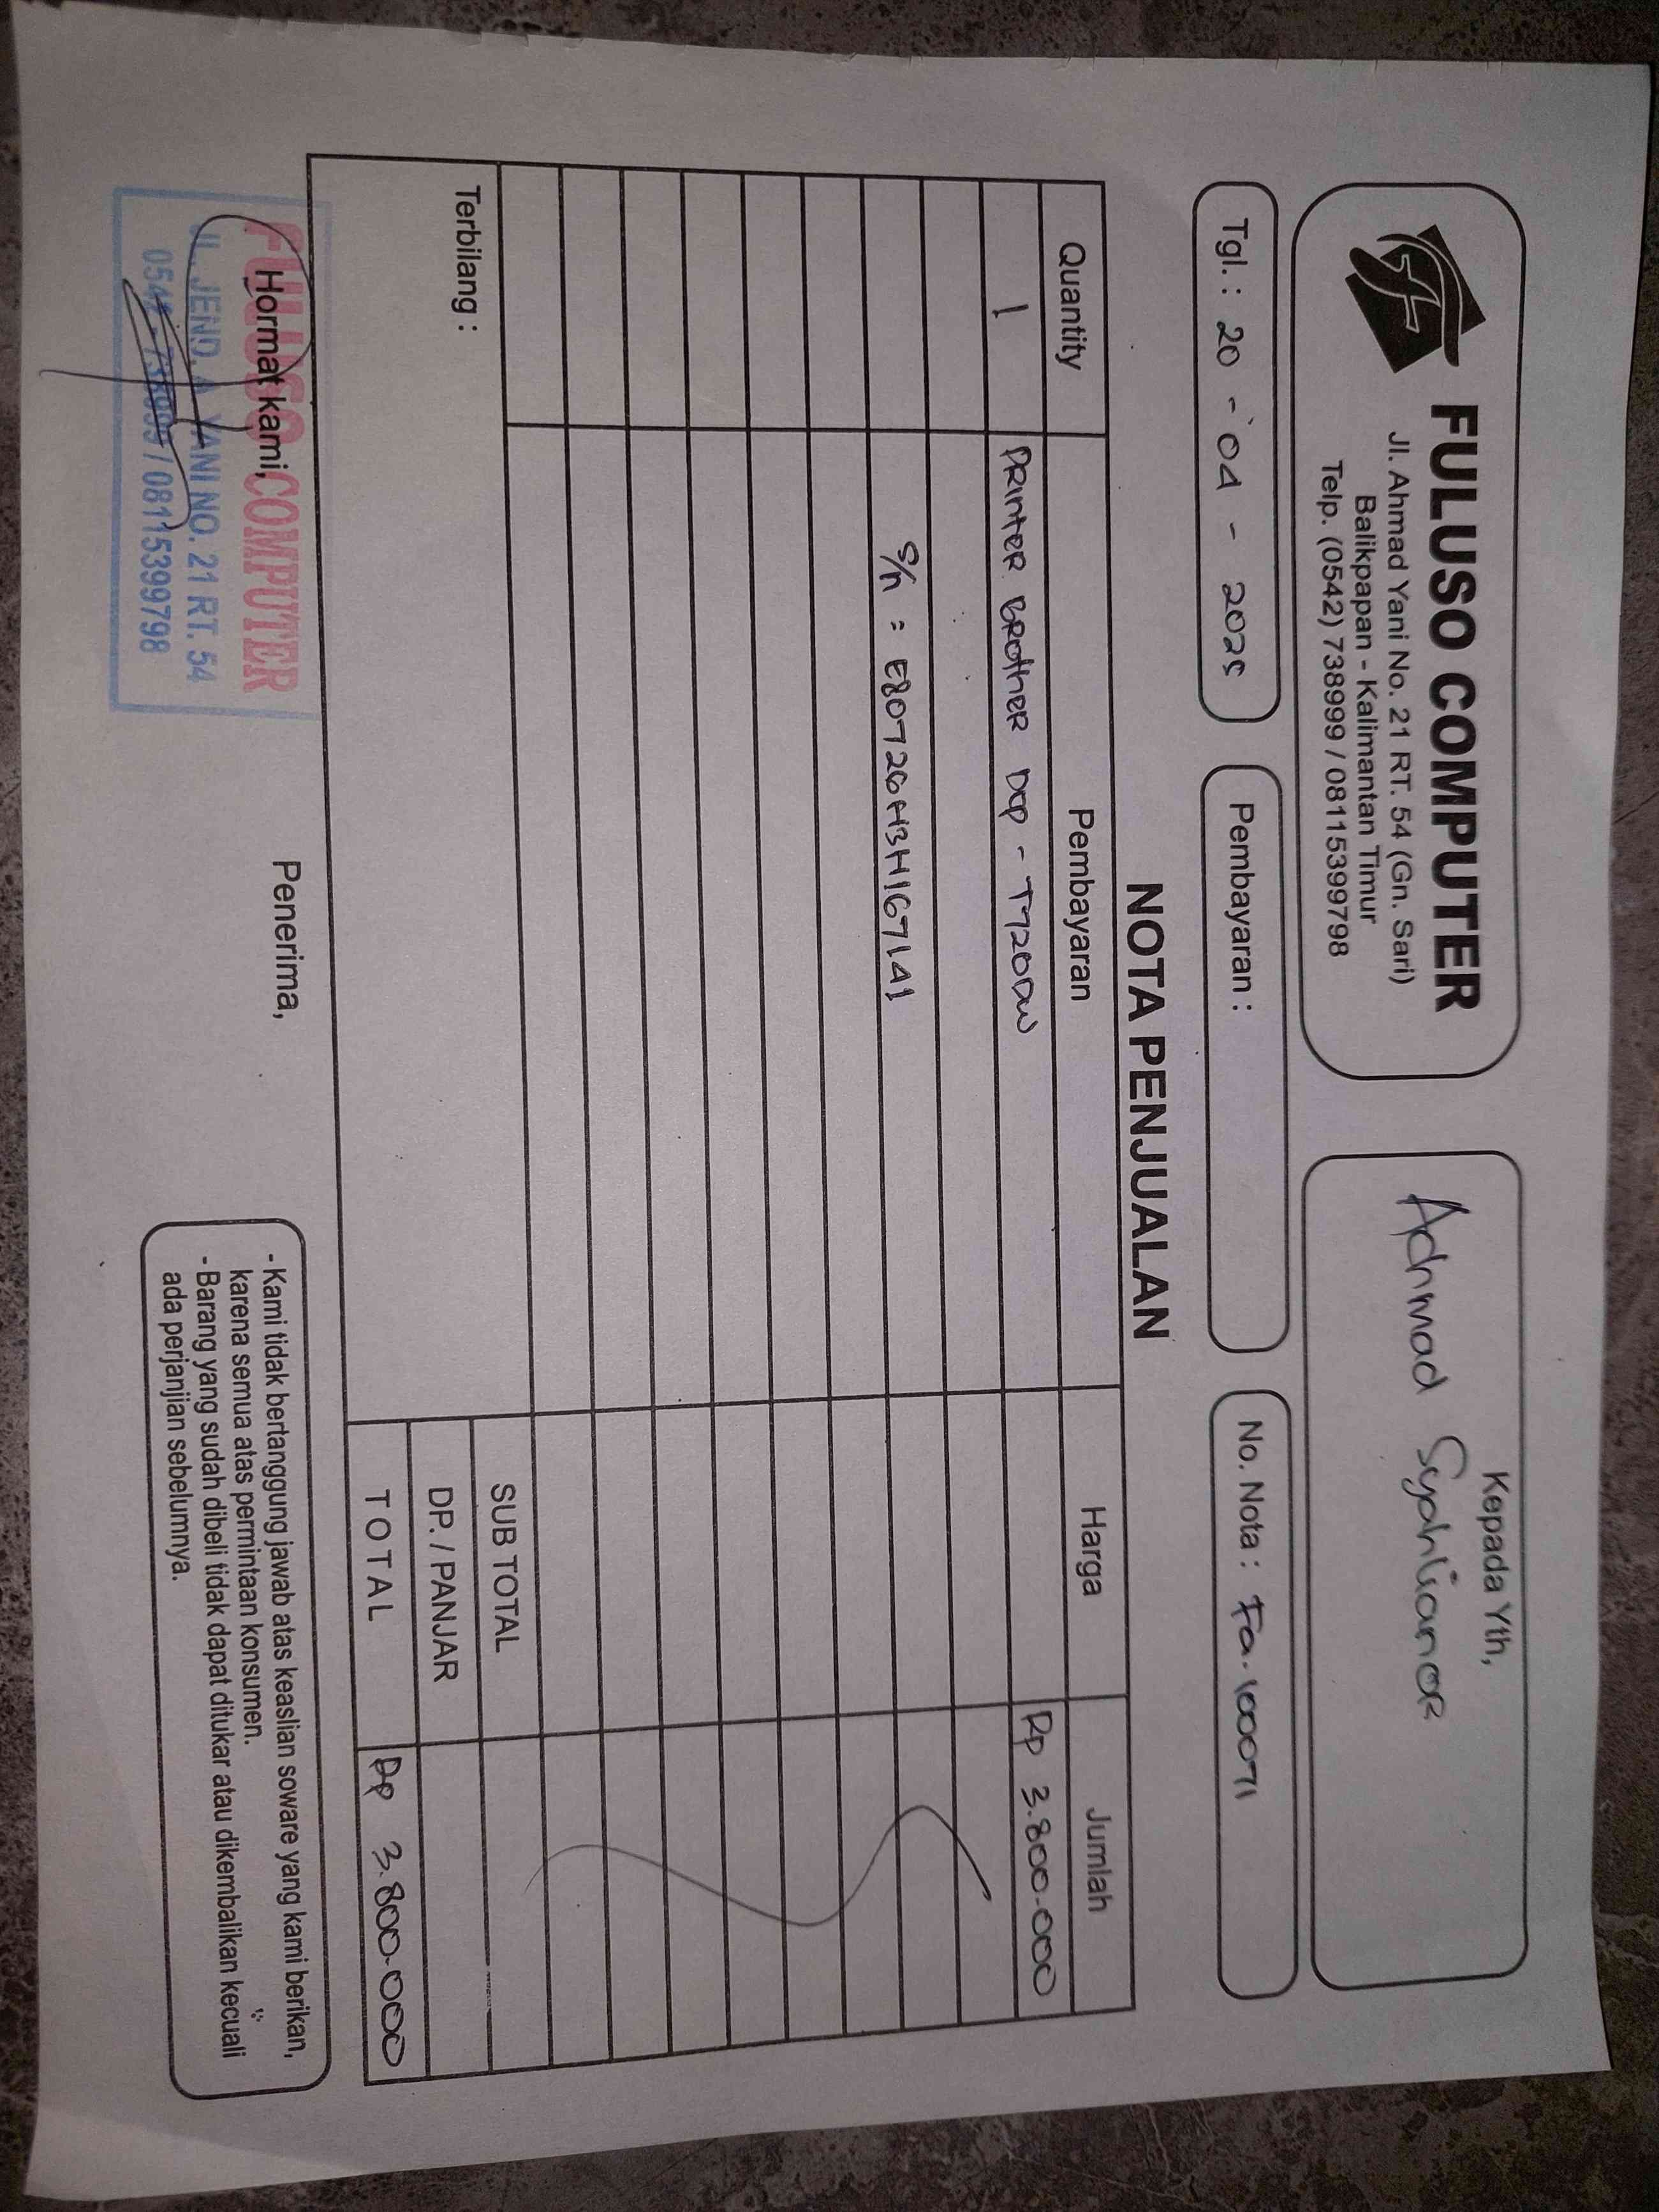 FULUSO COMPUTER
Jl. Ahmad Yani No. 21 RT. 54 (Gn. Sari)
Balikpapan - Kalimantan Timur
Telp. (0542) 738999 / 08115399798
Kepada Yth,
Ahmad Syahlianor
Tgl. : 20 - 04 - 2025
Pembayaran :
No. Nota : Fa-100071
NOTA PENJUALAN
Quantity Pembayaran Harga Jumlah
1 PRinteR BRotheR Dcp - T720DW Rp 3.800.000
S/n : E80726H3H167141
SUB TOTAL
DP. / PANJAR
TOTAL Rp 3.800.000
Terbilang :
Hormat kami,
FULUSO COMPUTER
JL. JEND. A. YANI NO. 21 RT. 54
0542 - 738999 / 08115399798
Penerima,
- Kami tidak bertanggung jawab atas keaslian soware yang kami berikan,
karena semua atas permintaan konsumen.
- Barang yang sudah dibeli tidak dapat ditukar atau dikembalikan kecuali
ada perjanjian sebelumnya.